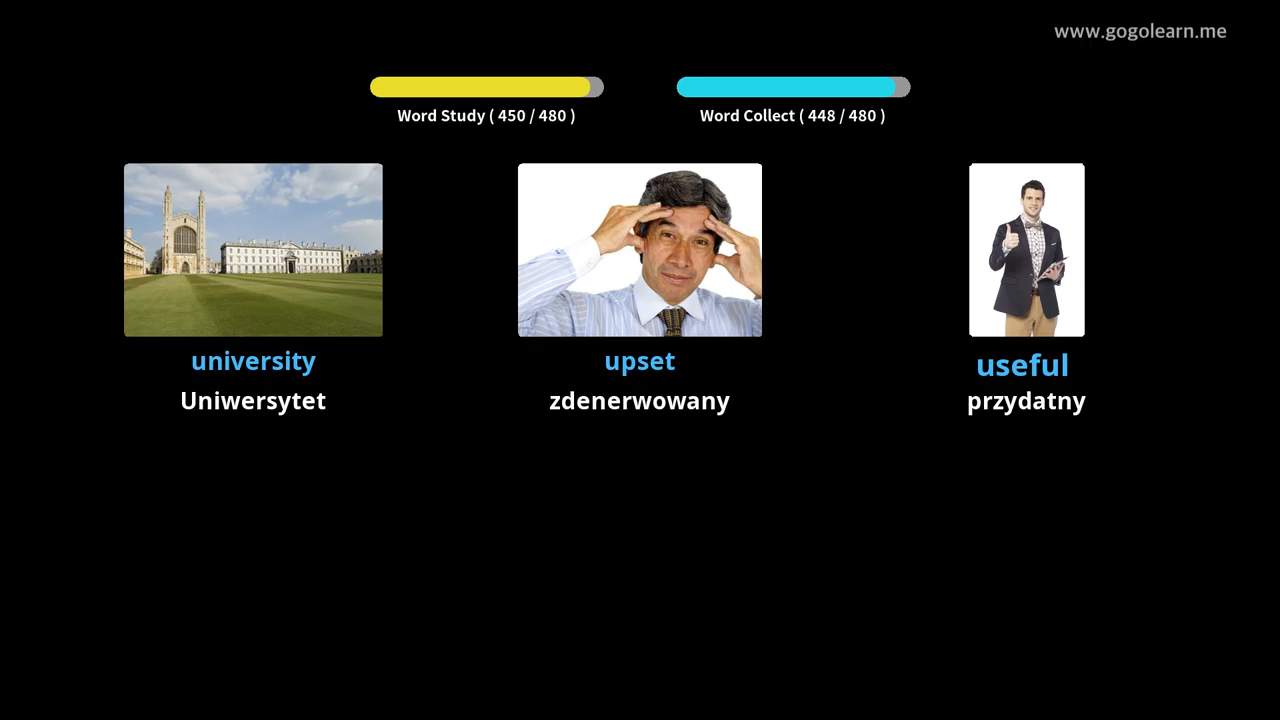 www.gogolearn.me
Word Study ( 450 / 480 )
Word Collect ( 448 / 480 )
university
upset
useful
Uniwersytet
zdenerwowany
przydatny